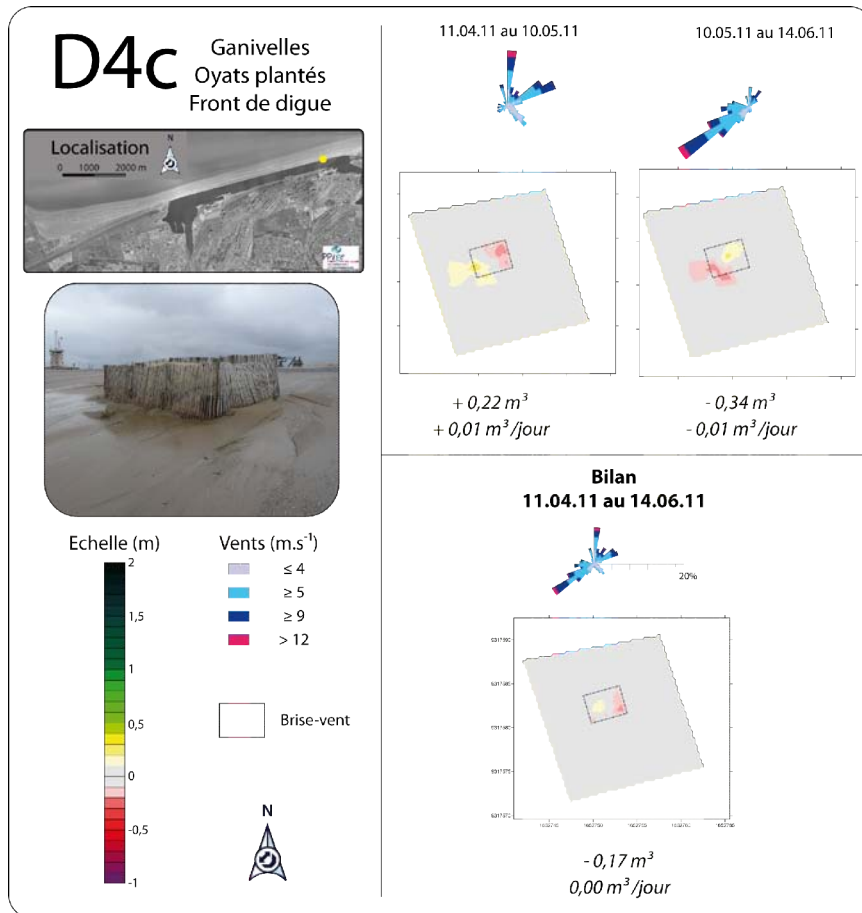 D4c
Ganivelles
Oyats plantés
Front de digue
Localisation
N
0 1000 2000 m
Echelle (m)
2
1,5
1
0,5
0
-0,5
-1
Vents (m.s⁻¹)
≤ 4
≥ 5
≥ 9
> 12
Brise-vent
N
11.04.11 au 10.05.11
+ 0,22 m³
+ 0,01 m³/jour
10.05.11 au 14.06.11
- 0,34 m³
- 0,01 m³/jour
Bilan
11.04.11 au 14.06.11
20%
- 0,17 m³
0,00 m³/jour